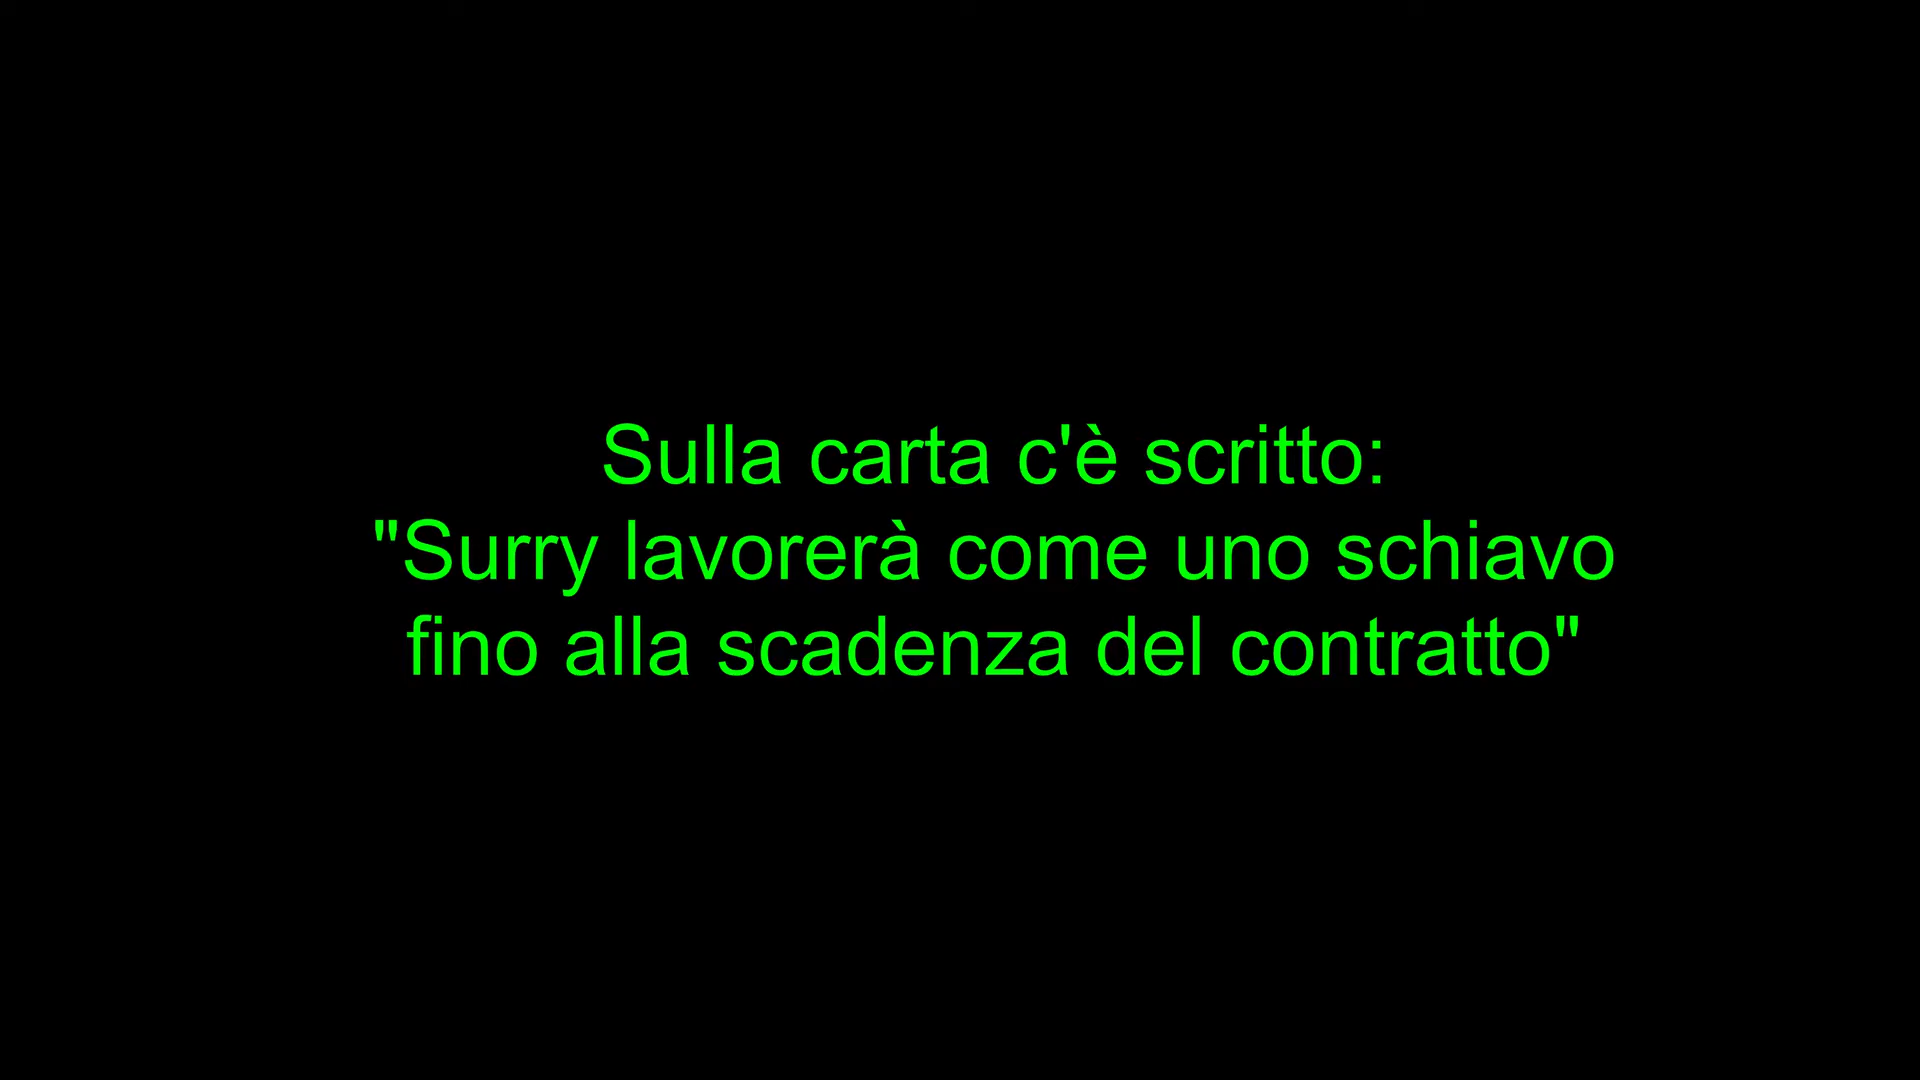 Sulla carta c'è scritto:
"Surry lavorerà come uno schiavo
fino alla scadenza del contratto"